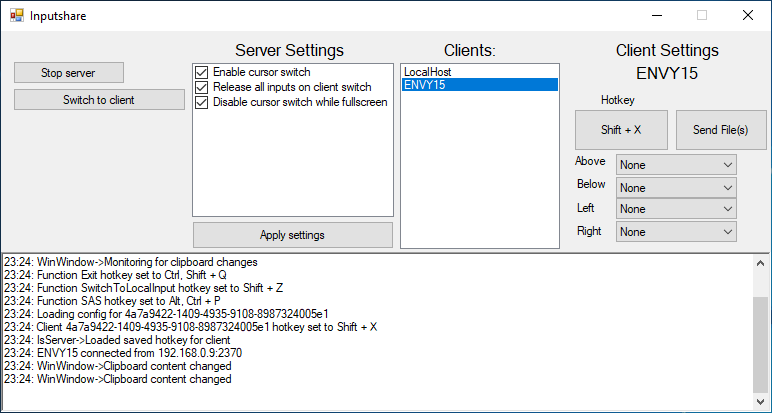 Inputshare
Server Settings
Clients:
Client Settings
ENVY15
Stop server
Switch to client
Enable cursor switch
Release all inputs on client switch
Disable cursor switch while fullscreen
Apply settings
LocalHost
ENVY15
Hotkey
Shift + X
Send File(s)
Above None
Below None
Left None
Right None
23:24: WinWindow->Monitoring for clipboard changes
23:24: Function Exit hotkey set to Ctrl, Shift + Q
23:24: Function SwitchToLocalInput hotkey set to Shift + Z
23:24: Function SAS hotkey set to Alt, Ctrl + P
23:24: Loading config for 4a7a9422-1409-4935-9108-8987324005e1
23:24: Client 4a7a9422-1409-4935-9108-8987324005e1 hotkey set to Shift + X
23:24: IsServer->Loaded saved hotkey for client
23:24: ENVY15 connected from 192.168.0.9:2370
23:24: WinWindow->Clipboard content changed
23:24: WinWindow->Clipboard content changed